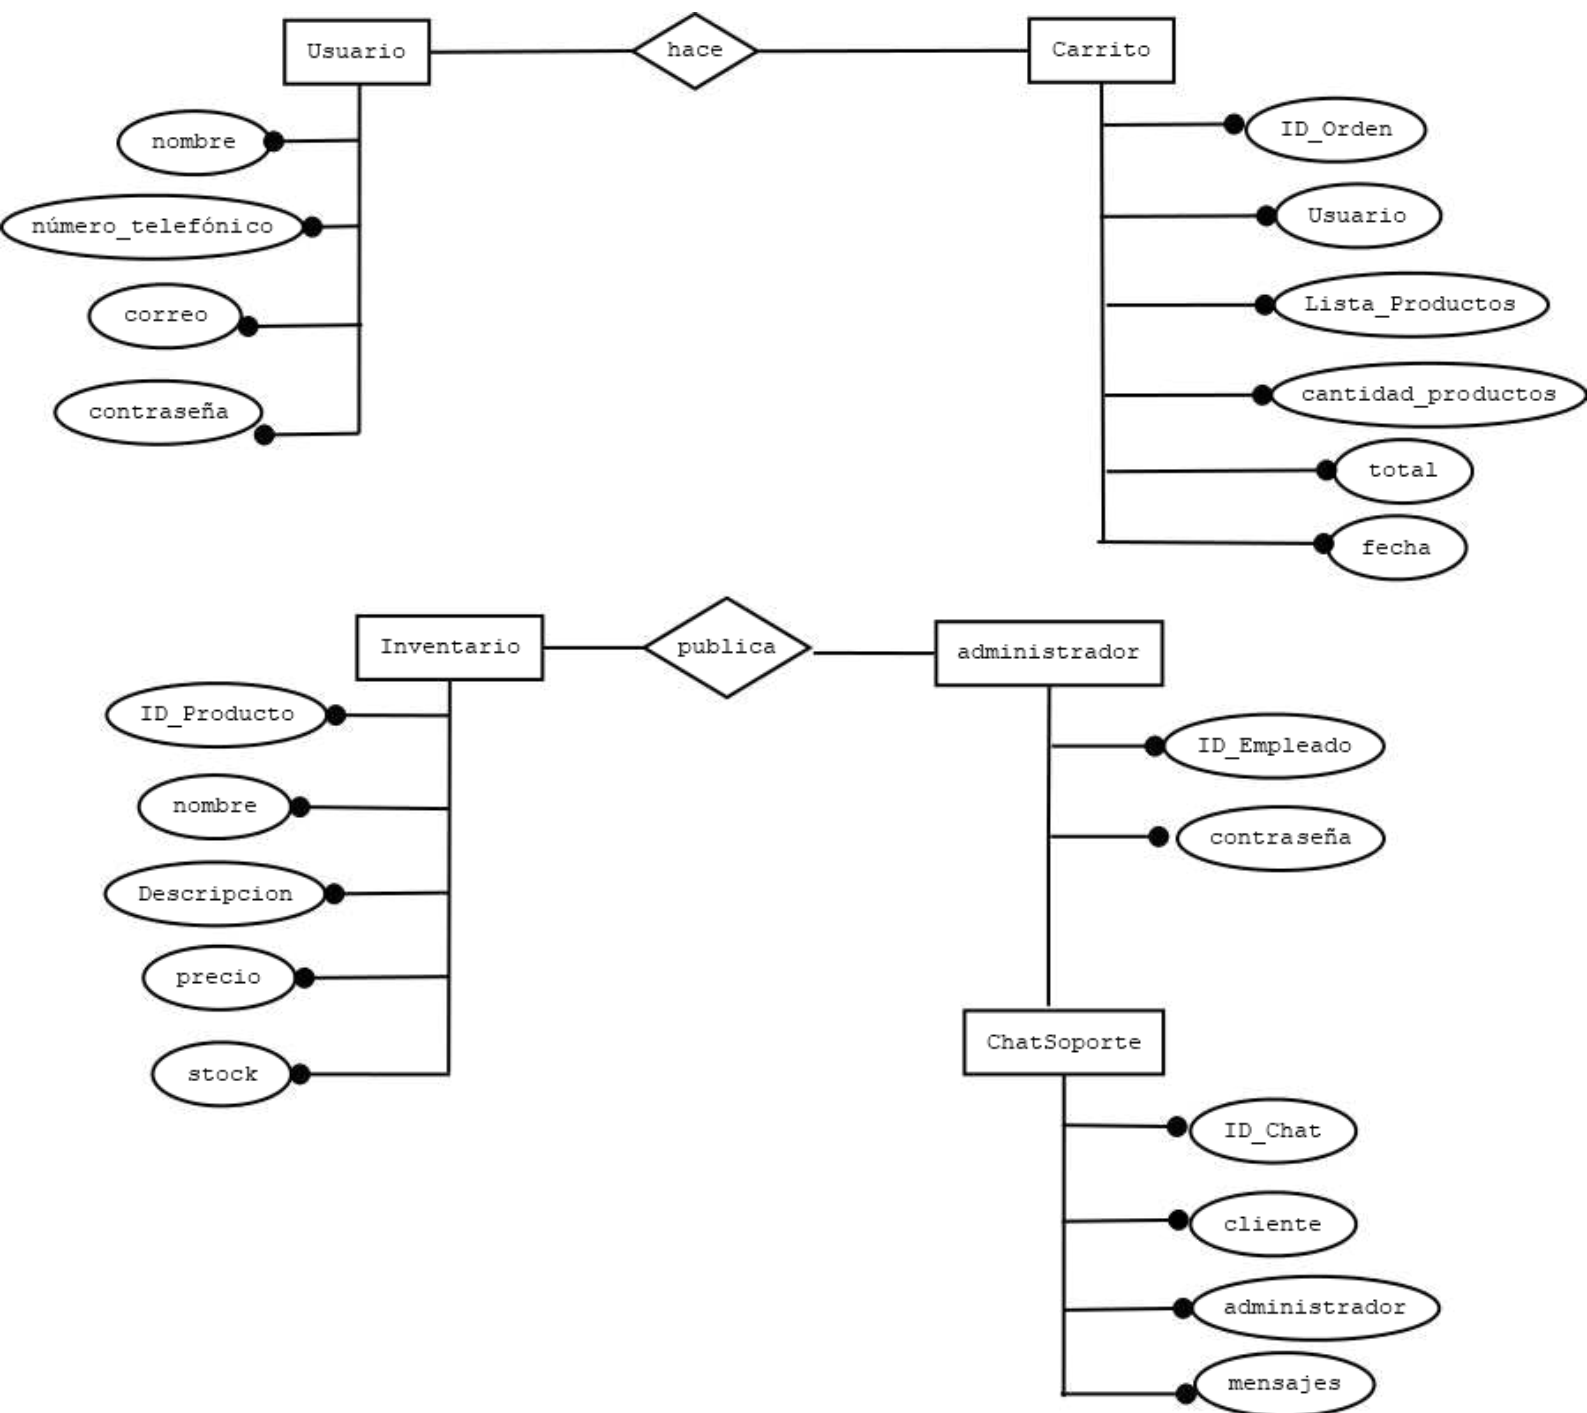 Usuario
hace
Carrito
nombre
número_telefónico
correo
contraseña
ID_Orden
Usuario
Lista_Productos
cantidad_productos
total
fecha
Inventario
publica
administrador
ID_Producto
nombre
Descripcion
precio
stock
ID_Empleado
contraseña
ChatSoporte
ID_Chat
cliente
administrador
mensajes